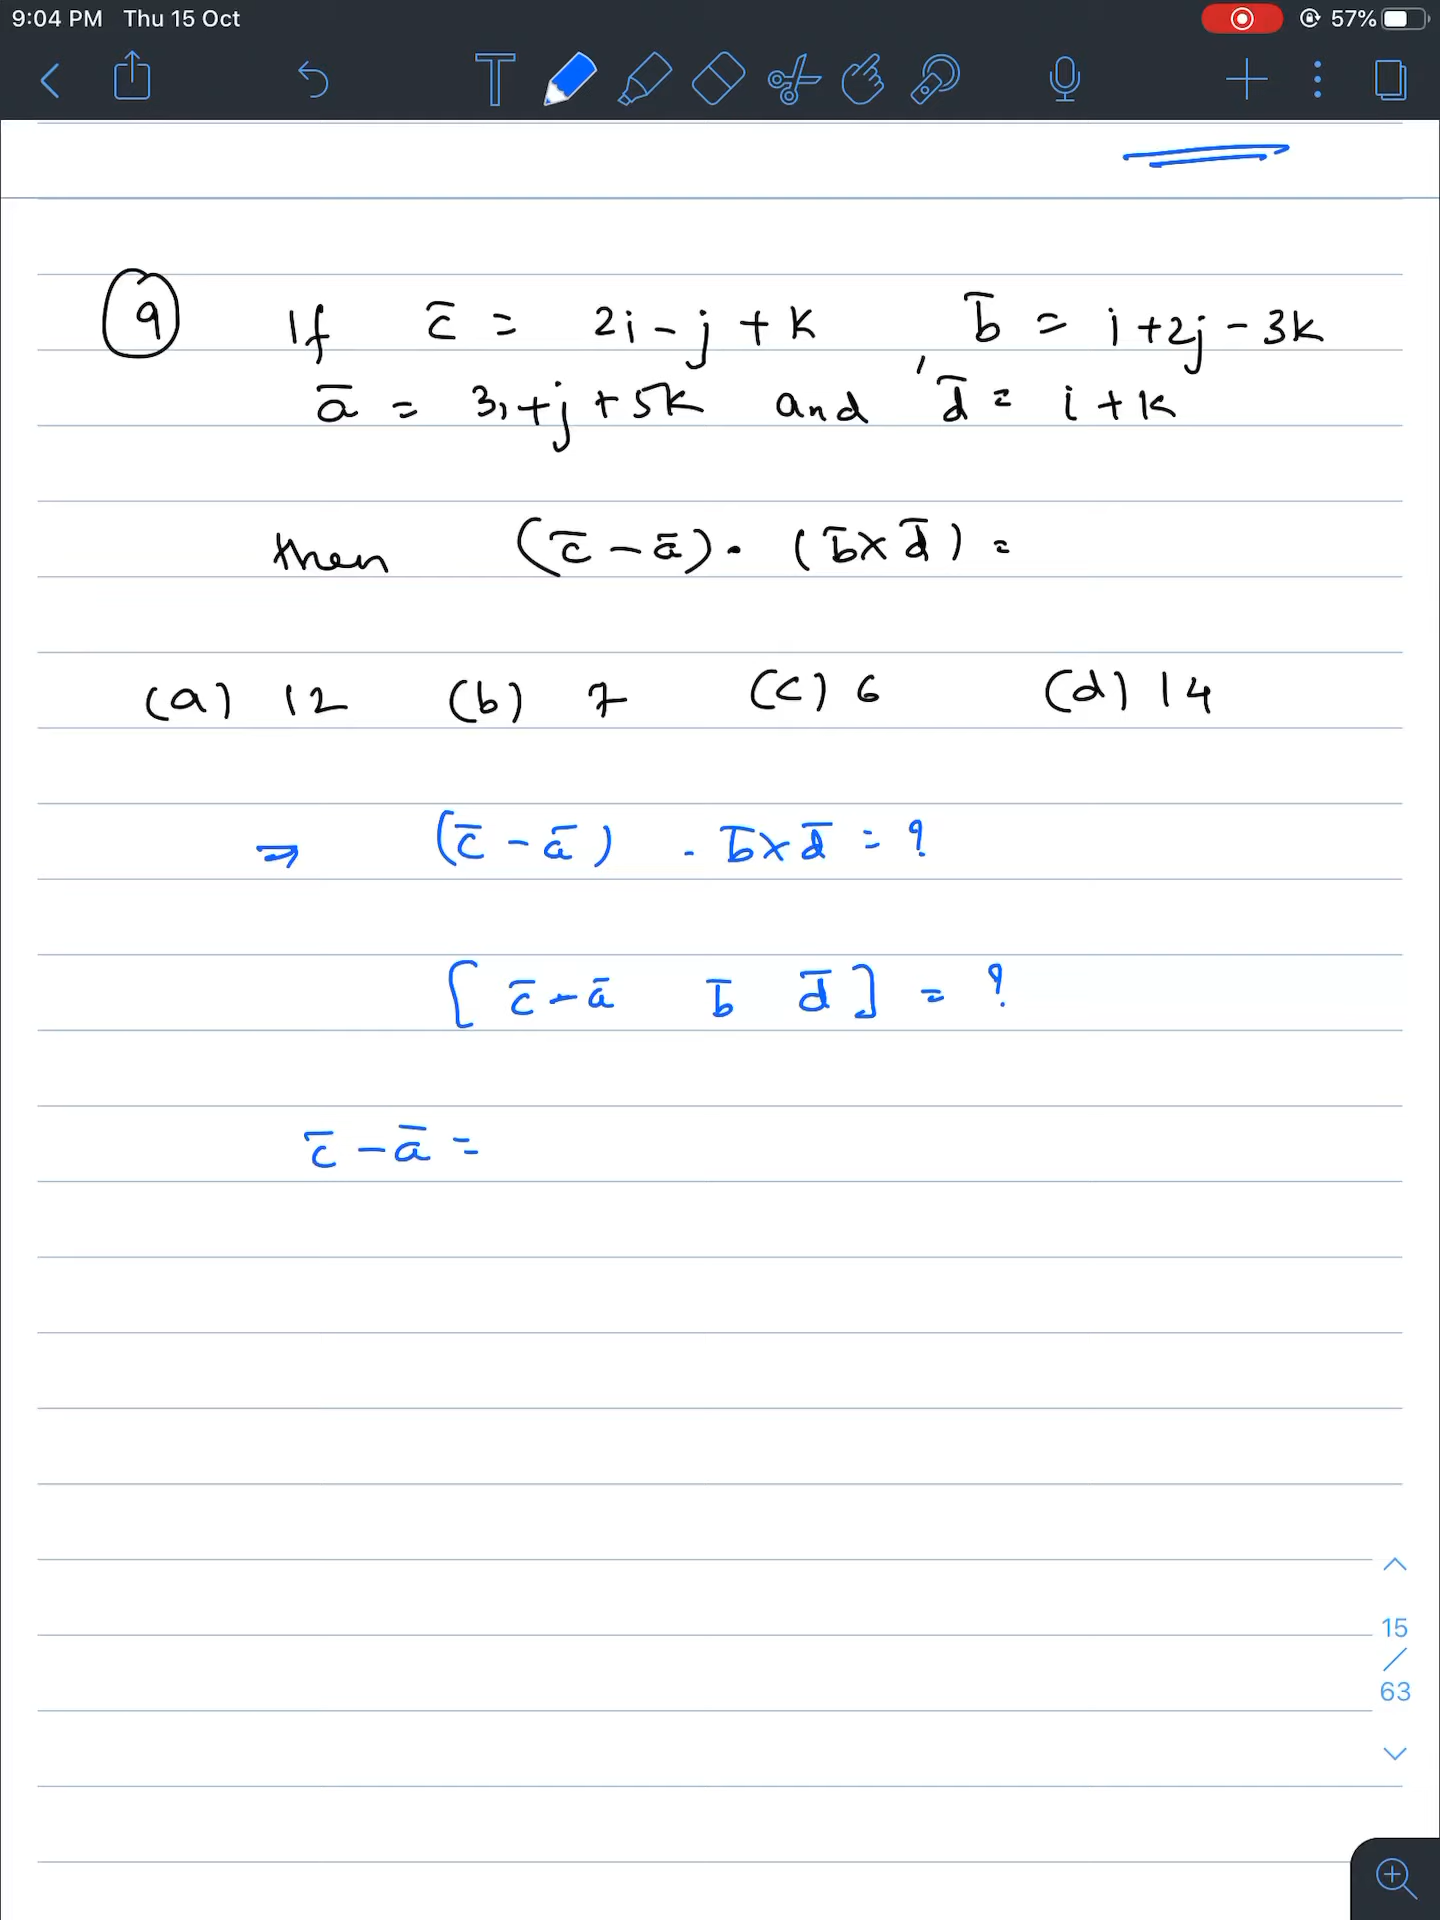 9:04 PM Thu 15 Oct 57%
T
9 If c̄ = 2i - j + k , b̄ = i + 2j - 3k
ā = 3i + j + 5k and d̄ = i + k
then (c̄ - ā) · (b̄ × d̄) =
(a) 12 (b) 7 (c) 6 (d) 14
⇒ (c̄ - ā) · b̄ × d̄ = ?
[ c̄ - ā b̄ d̄ ] = ?
c̄ - ā =
15
/
63